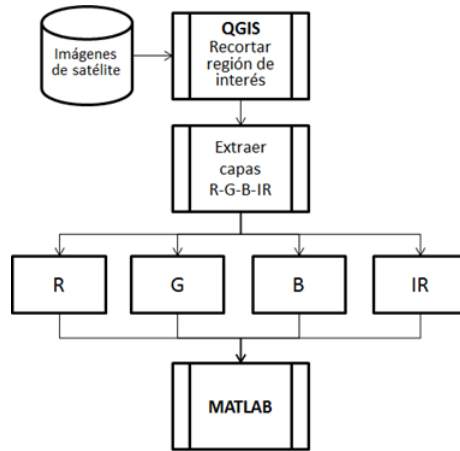 Imágenes
de satélite
QGIS
Recortar
región de
interés
Extraer
capas
R-G-B-IR
R
G
B
IR
MATLAB